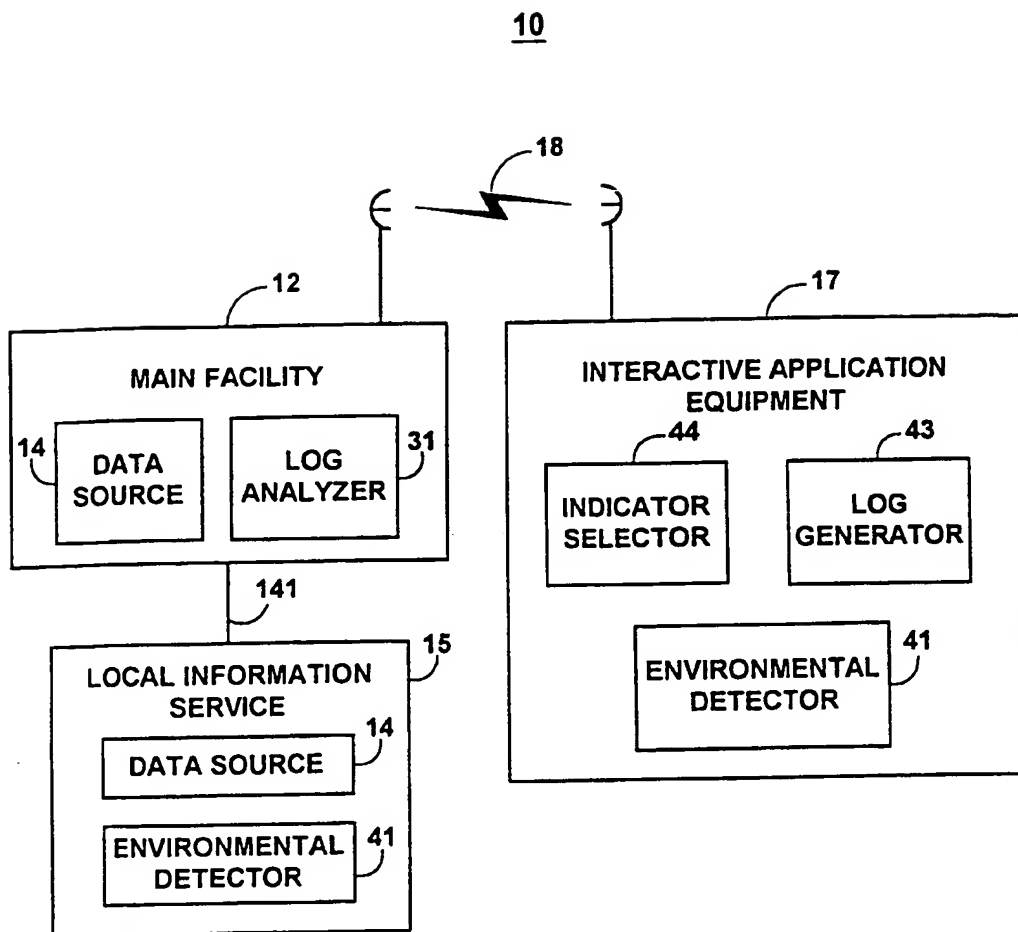 10
18
12
17
MAIN FACILITY
14
DATA
SOURCE
LOG
ANALYZER
31
INTERACTIVE APPLICATION
EQUIPMENT
44
INDICATOR
SELECTOR
43
LOG
GENERATOR
ENVIRONMENTAL
DETECTOR
41
141
15
LOCAL INFORMATION
SERVICE
DATA SOURCE
14
ENVIRONMENTAL
DETECTOR
41